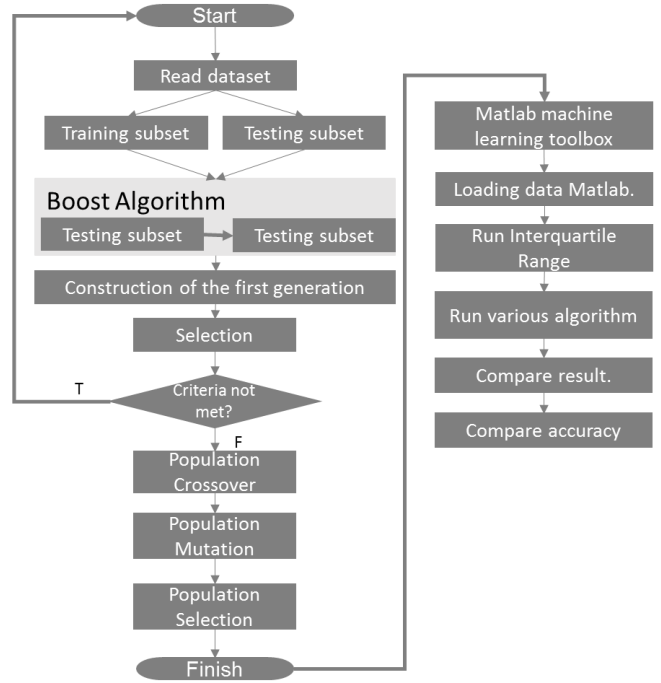 Start
Read dataset
Training subset
Testing subset
Boost Algorithm
Testing subset
Testing subset
Construction of the first generation
Selection
Criteria not
met?
T
F
Population
Crossover
Population
Mutation
Population
Selection
Finish
Matlab machine
learning toolbox
Loading data Matlab.
Run Interquartile
Range
Run various algorithm
Compare result.
Compare accuracy